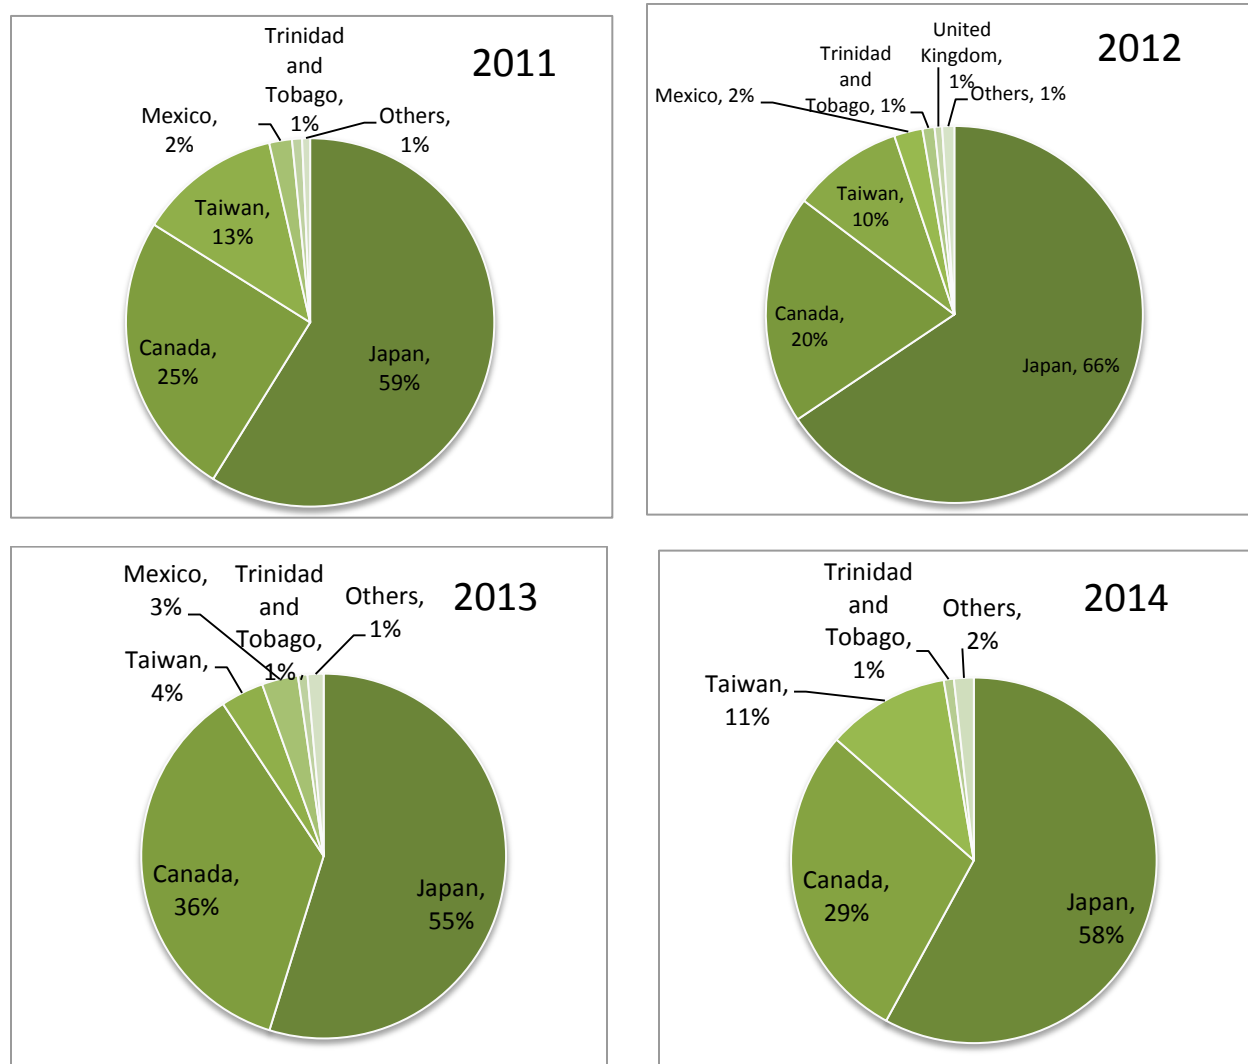 2011
Trinidad
and
Tobago,
1%
Mexico,
2%
Others,
1%
Taiwan,
13%
Canada,
25%
Japan,
59%
2012
United
Kingdom,
1%
Trinidad
and
Tobago, 1%
Mexico, 2%
Others, 1%
Taiwan,
10%
Canada,
20%
Japan, 66%
2013
Mexico,
3%
Trinidad
and
Tobago,
1%
Others,
1%
Taiwan,
4%
Canada,
36%
Japan,
55%
2014
Trinidad
and
Tobago,
1%
Others,
2%
Taiwan,
11%
Canada,
29%
Japan,
58%